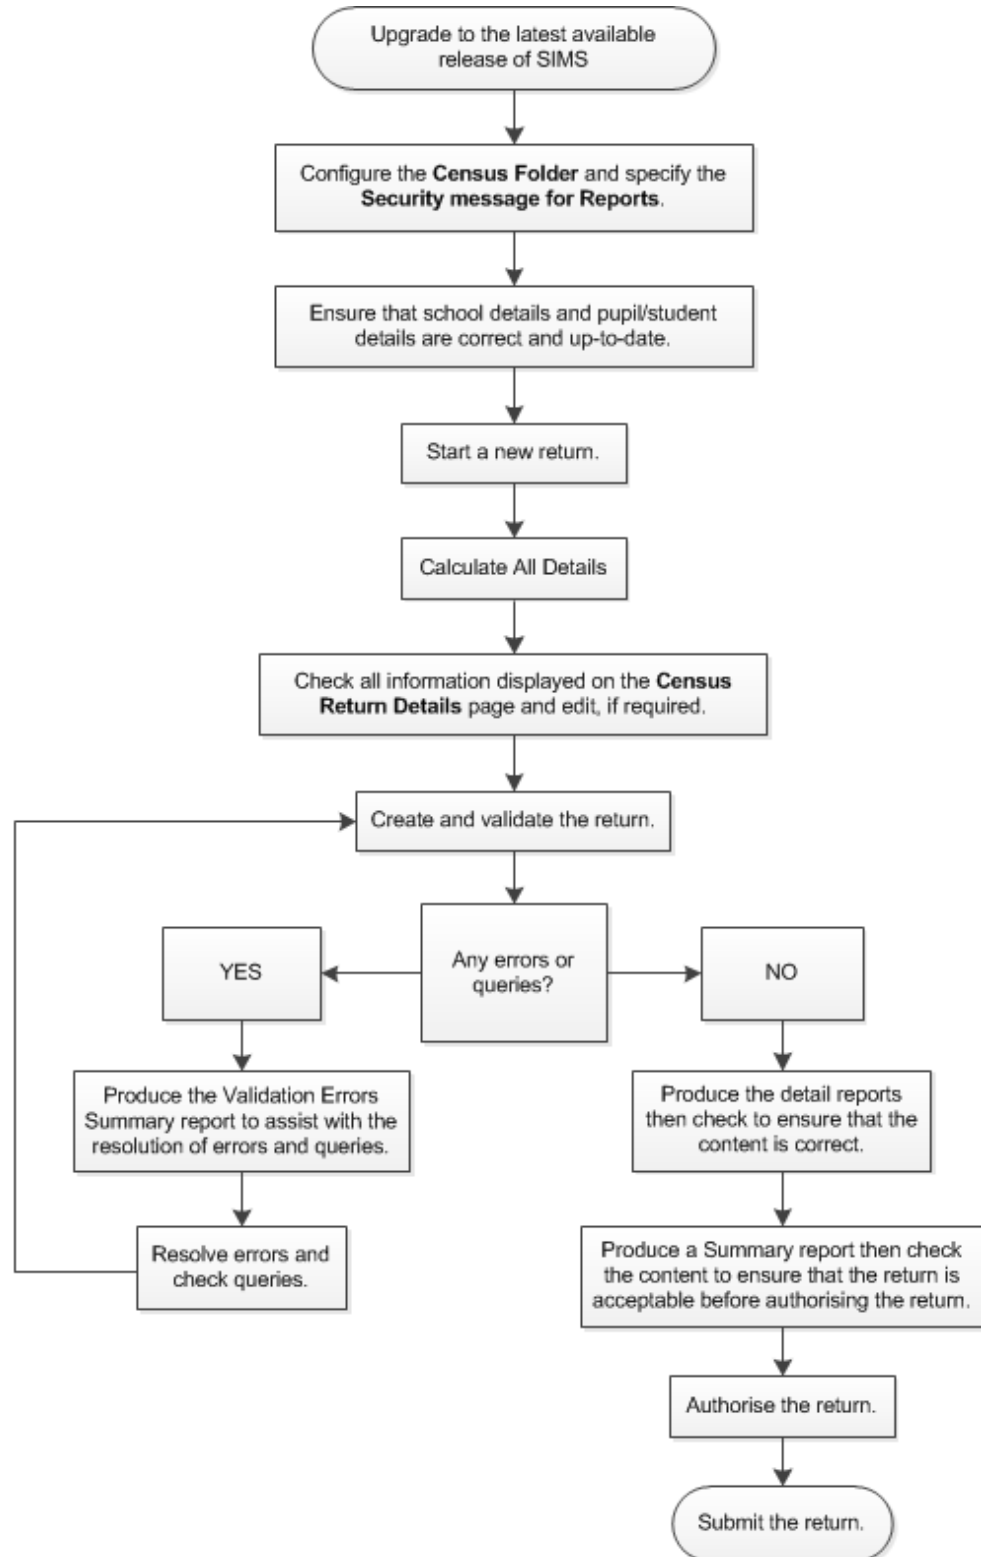 Upgrade to the latest available
release of SIMS
Configure the Census Folder and specify the
Security message for Reports.
Ensure that school details and pupil/student
details are correct and up-to-date.
Start a new return.
Calculate All Details
Check all information displayed on the Census
Return Details page and edit, if required.
Create and validate the return.
Any errors or
queries?
YES
Produce the Validation Errors
Summary report to assist with the
resolution of errors and queries.
Resolve errors and
check queries.
NO
Produce the detail reports
then check to ensure that the
content is correct.
Produce a Summary report then check
the content to ensure that the return is
acceptable before authorising the return.
Authorise the return.
Submit the return.